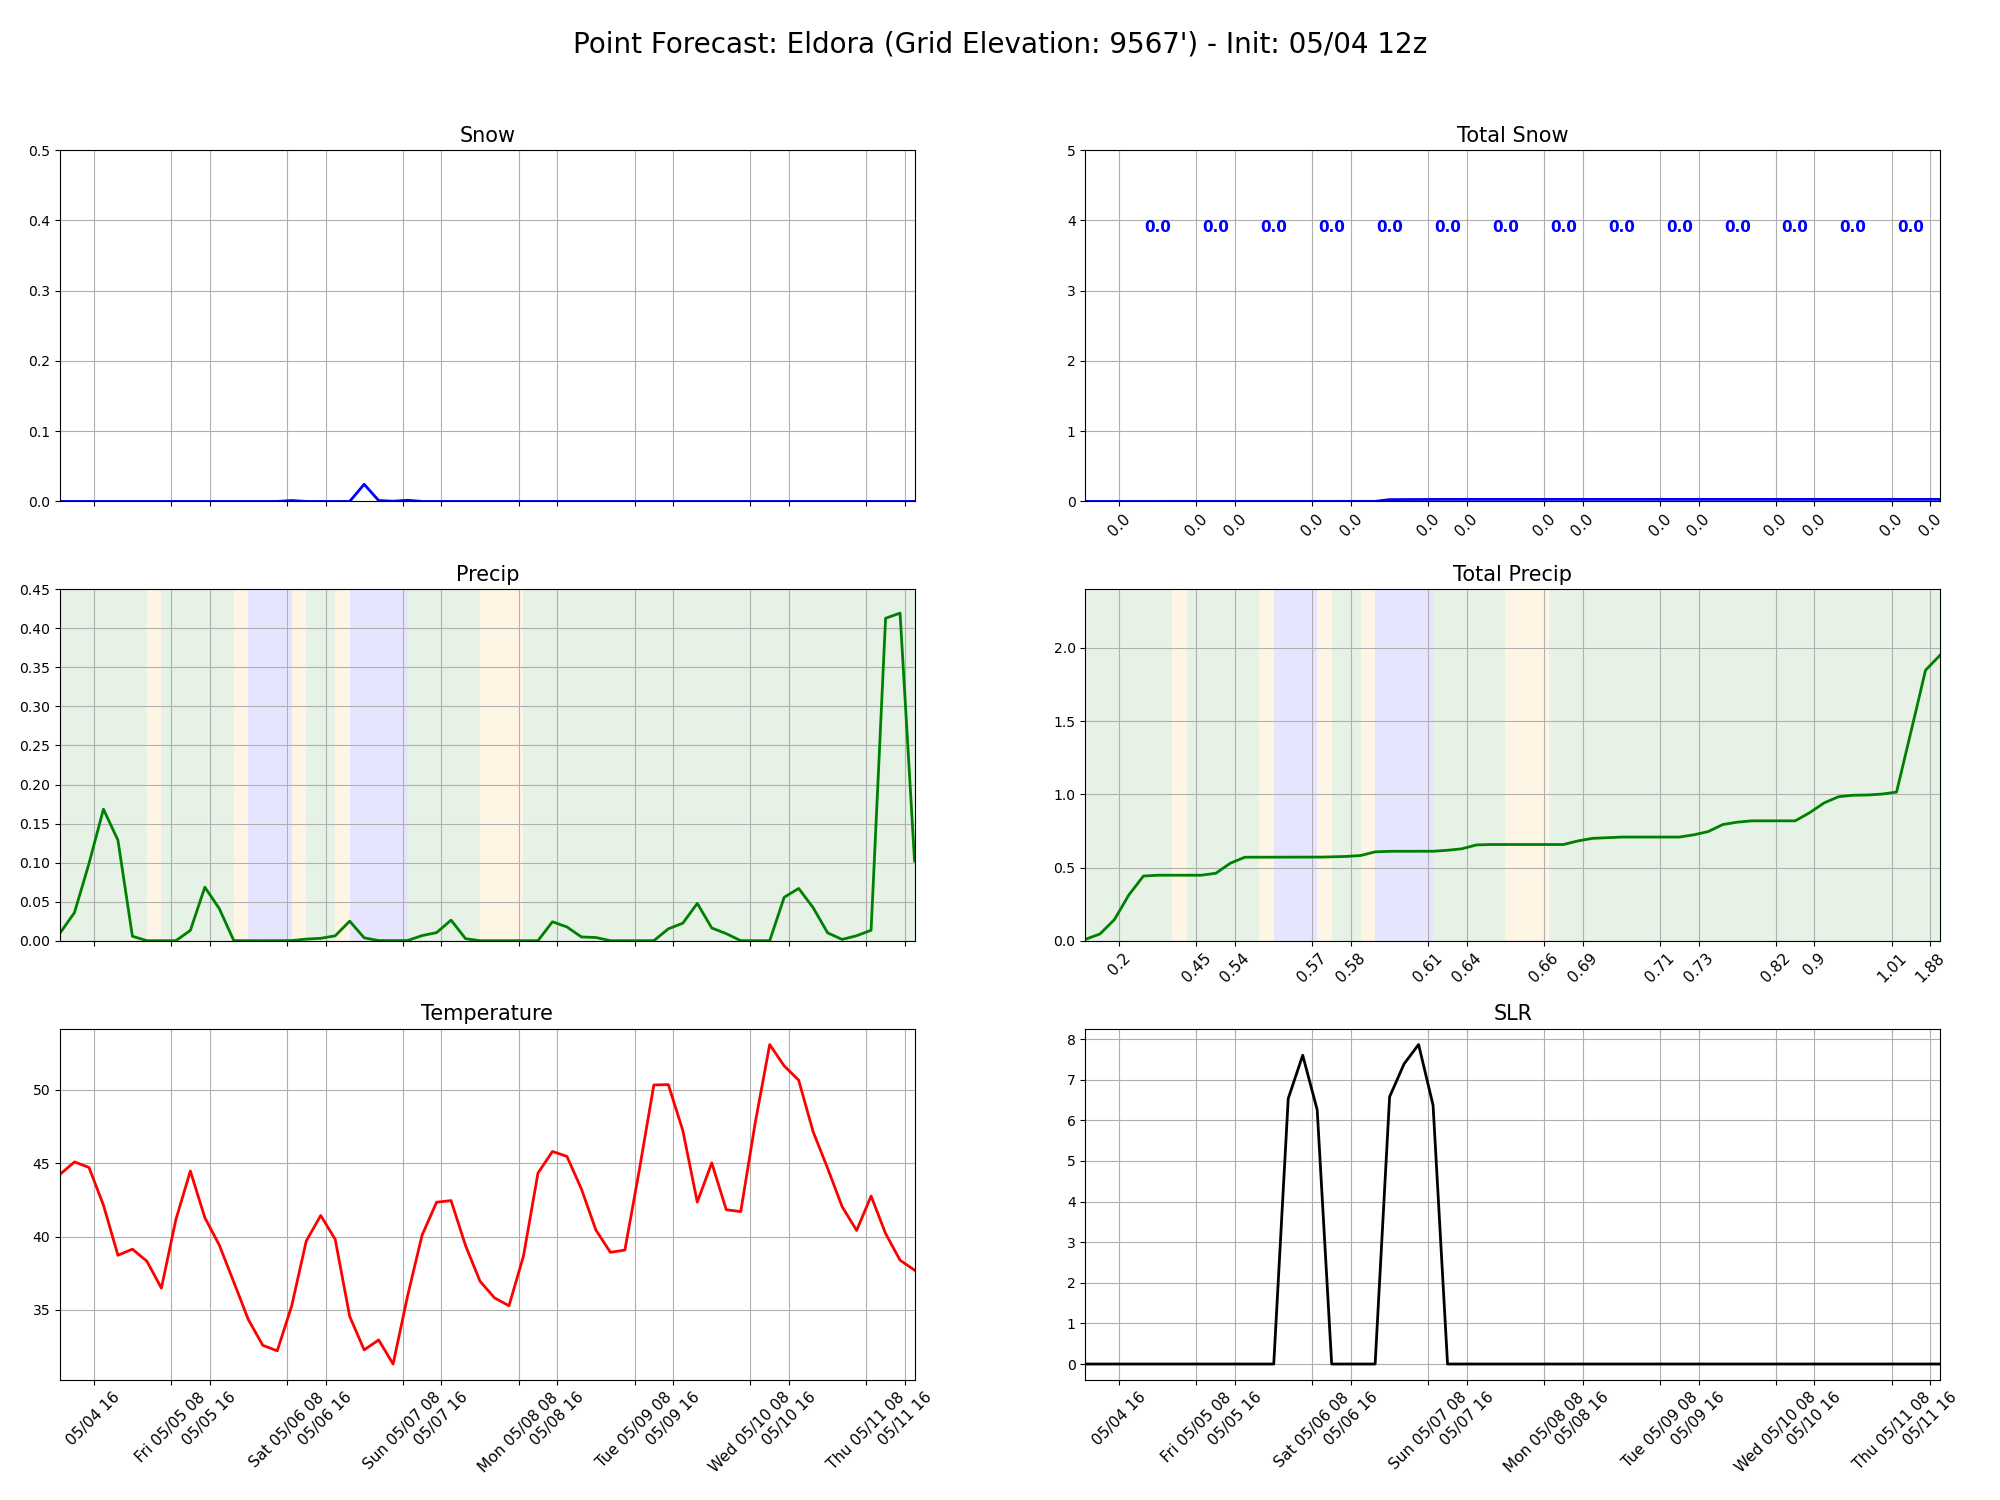 Point Forecast: Eldora (Grid Elevation: 9567') - Init: 05/04 12z
Snow
0.5
0.4
0.3
0.2
0.1
0.0
Total Snow
5
4
3
2
1
0
0.0 0.0 0.0 0.0 0.0 0.0 0.0 0.0 0.0 0.0 0.0 0.0 0.0 0.0
0.0 0.0 0.0 0.0 0.0 0.0 0.0 0.0 0.0 0.0 0.0 0.0 0.0 0.0 0.0
Precip
0.45
0.40
0.35
0.30
0.25
0.20
0.15
0.10
0.05
0.00
Total Precip
2.0
1.5
1.0
0.5
0.0
0.2 0.45 0.54 0.57 0.58 0.61 0.64 0.66 0.69 0.71 0.73 0.82 0.9 1.01 1.88
Temperature
50
45
40
35
05/04 16
Fri 05/05 08
05/05 16
Sat 05/06 08
05/06 16
Sun 05/07 08
05/07 16
Mon 05/08 08
05/08 16
Tue 05/09 08
05/09 16
Wed 05/10 08
05/10 16
Thu 05/11 08
05/11 16
SLR
8
7
6
5
4
3
2
1
0
05/04 16
Fri 05/05 08
05/05 16
Sat 05/06 08
05/06 16
Sun 05/07 08
05/07 16
Mon 05/08 08
05/08 16
Tue 05/09 08
05/09 16
Wed 05/10 08
05/10 16
Thu 05/11 08
05/11 16